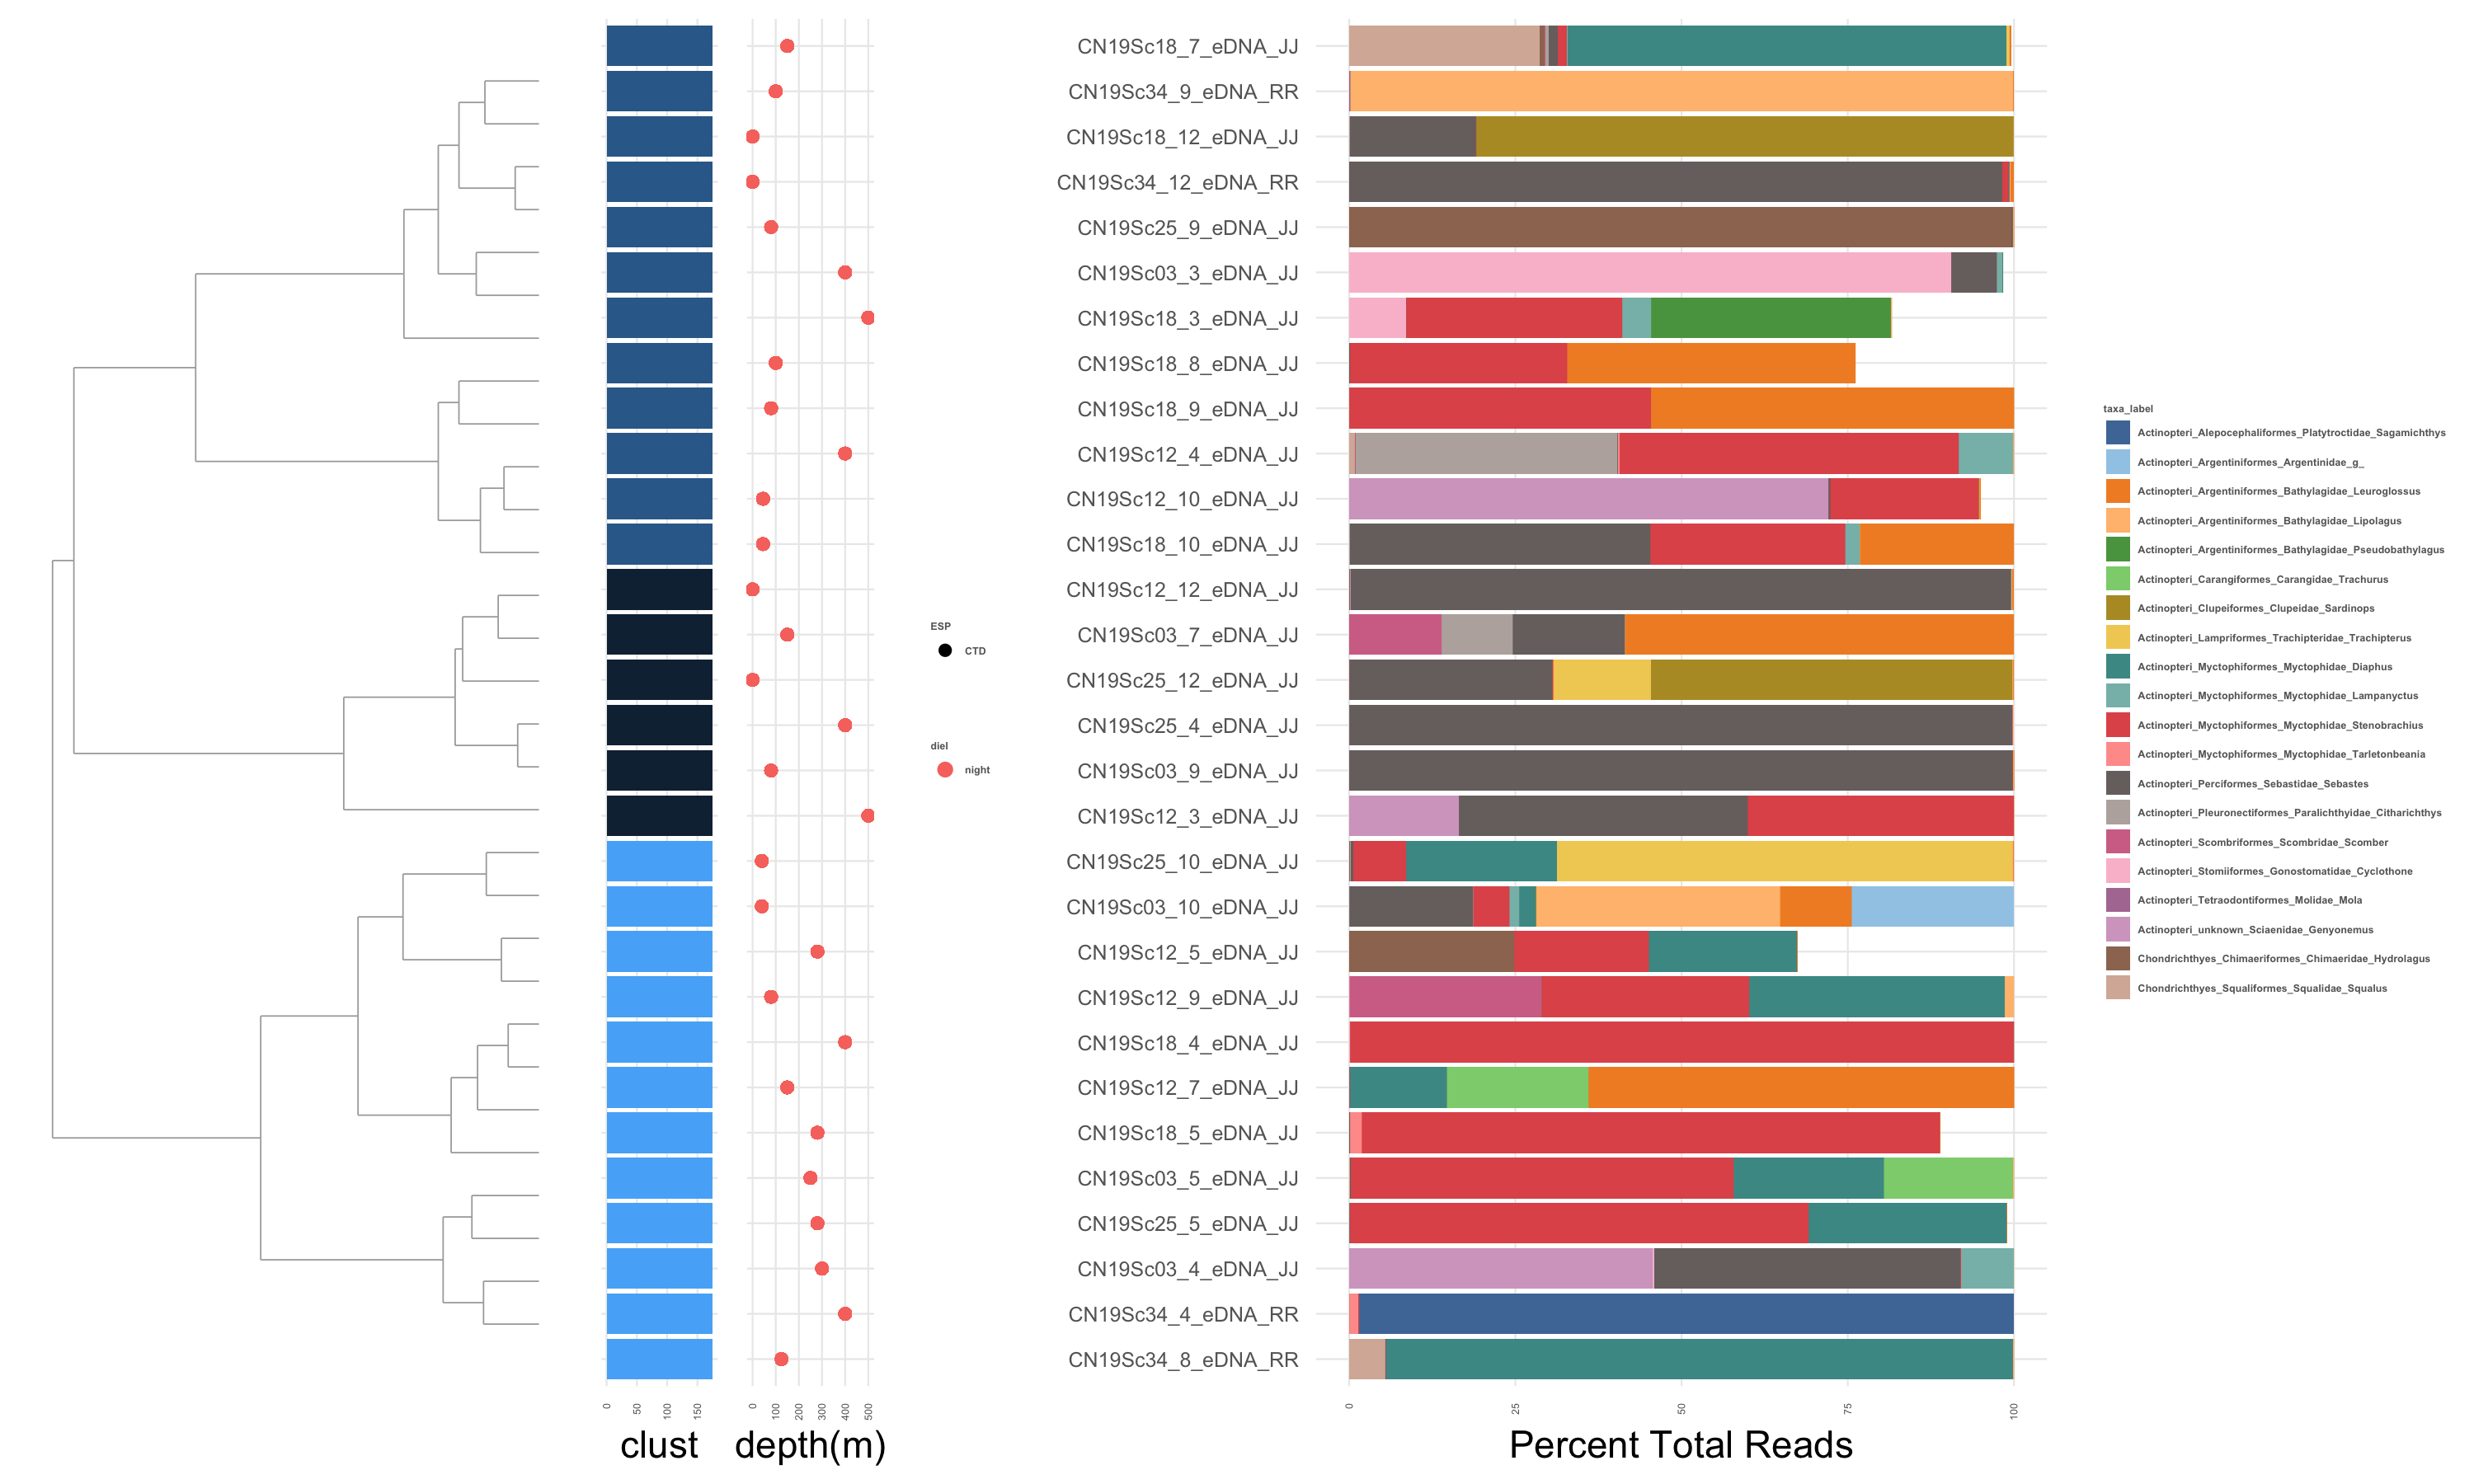 CN19Sc18_7_eDNA_JJ
CN19Sc34_9_eDNA_RR
CN19Sc18_12_eDNA_JJ
CN19Sc34_12_eDNA_RR
CN19Sc25_9_eDNA_JJ
CN19Sc03_3_eDNA_JJ
CN19Sc18_3_eDNA_JJ
CN19Sc18_8_eDNA_JJ
CN19Sc18_9_eDNA_JJ
CN19Sc12_4_eDNA_JJ
CN19Sc12_10_eDNA_JJ
CN19Sc18_10_eDNA_JJ
CN19Sc12_12_eDNA_JJ
CN19Sc03_7_eDNA_JJ
CN19Sc25_12_eDNA_JJ
CN19Sc25_4_eDNA_JJ
CN19Sc03_9_eDNA_JJ
CN19Sc12_3_eDNA_JJ
CN19Sc25_10_eDNA_JJ
CN19Sc03_10_eDNA_JJ
CN19Sc12_5_eDNA_JJ
CN19Sc12_9_eDNA_JJ
CN19Sc18_4_eDNA_JJ
CN19Sc12_7_eDNA_JJ
CN19Sc18_5_eDNA_JJ
CN19Sc03_5_eDNA_JJ
CN19Sc25_5_eDNA_JJ
CN19Sc03_4_eDNA_JJ
CN19Sc34_4_eDNA_RR
CN19Sc34_8_eDNA_RR
ESP
CTD
diel
night
taxa_label
Actinopteri_Alepocephaliformes_Platytroctidae_Sagamichthys
Actinopteri_Argentiniformes_Argentinidae_g_
Actinopteri_Argentiniformes_Bathylagidae_Leuroglossus
Actinopteri_Argentiniformes_Bathylagidae_Lipolagus
Actinopteri_Argentiniformes_Bathylagidae_Pseudobathylagus
Actinopteri_Carangiformes_Carangidae_Trachurus
Actinopteri_Clupeiformes_Clupeidae_Sardinops
Actinopteri_Lampriformes_Trachipteridae_Trachipterus
Actinopteri_Myctophiformes_Myctophidae_Diaphus
Actinopteri_Myctophiformes_Myctophidae_Lampanyctus
Actinopteri_Myctophiformes_Myctophidae_Stenobrachius
Actinopteri_Myctophiformes_Myctophidae_Tarletonbeania
Actinopteri_Perciformes_Sebastidae_Sebastes
Actinopteri_Pleuronectiformes_Paralichthyidae_Citharichthys
Actinopteri_Scombriformes_Scombridae_Scomber
Actinopteri_Stomiiformes_Gonostomatidae_Cyclothone
Actinopteri_Tetraodontiformes_Molidae_Mola
Actinopteri_unknown_Sciaenidae_Genyonemus
Chondrichthyes_Chimaeriformes_Chimaeridae_Hydrolagus
Chondrichthyes_Squaliformes_Squalidae_Squalus
0 50 100 150
0 100 200 300 400 500
0 25 50 75 100
clust
depth(m)
Percent Total Reads